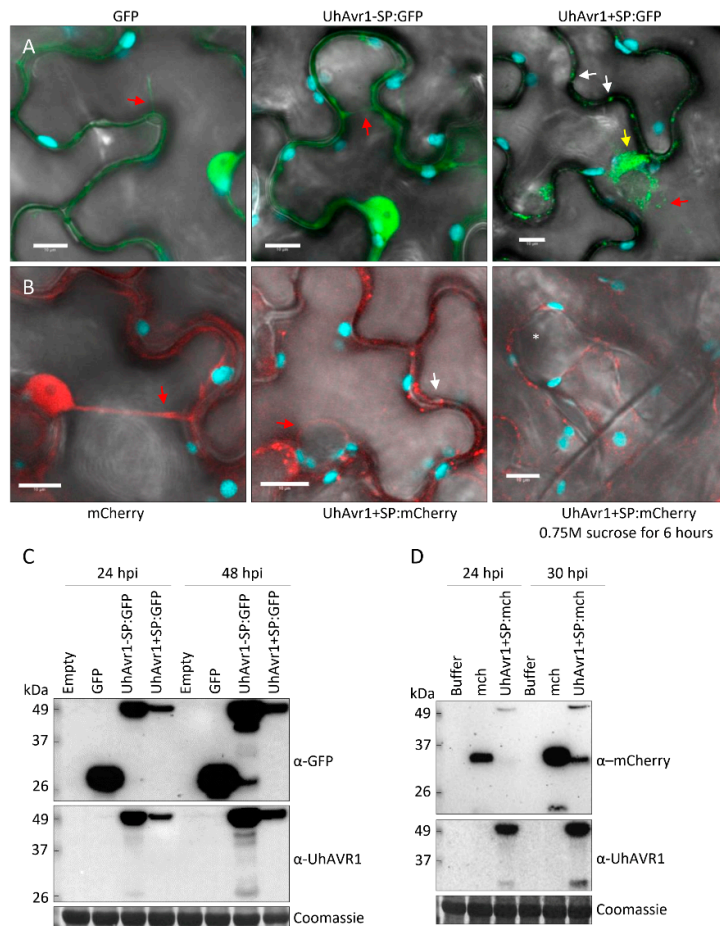 GFP UhAvr1-SP:GFP UhAvr1+SP:GFP
A
B
mCherry UhAvr1+SP:mCherry UhAvr1+SP:mCherry
0.75M sucrose for 6 hours
C
24 hpi 48 hpi
Empty GFP UhAvr1-SP:GFP UhAvr1+SP:GFP Empty GFP UhAvr1-SP:GFP UhAvr1+SP:GFP
kDa
49
37
α-GFP
26
49
37
α-UhAVR1
26
Coomassie
D
24 hpi 30 hpi
Buffer mch UhAvr1+SP:mch Buffer mch UhAvr1+SP:mch
kDa
49
37
α–mCherry
26
49
α-UhAVR1
37
Coomassie